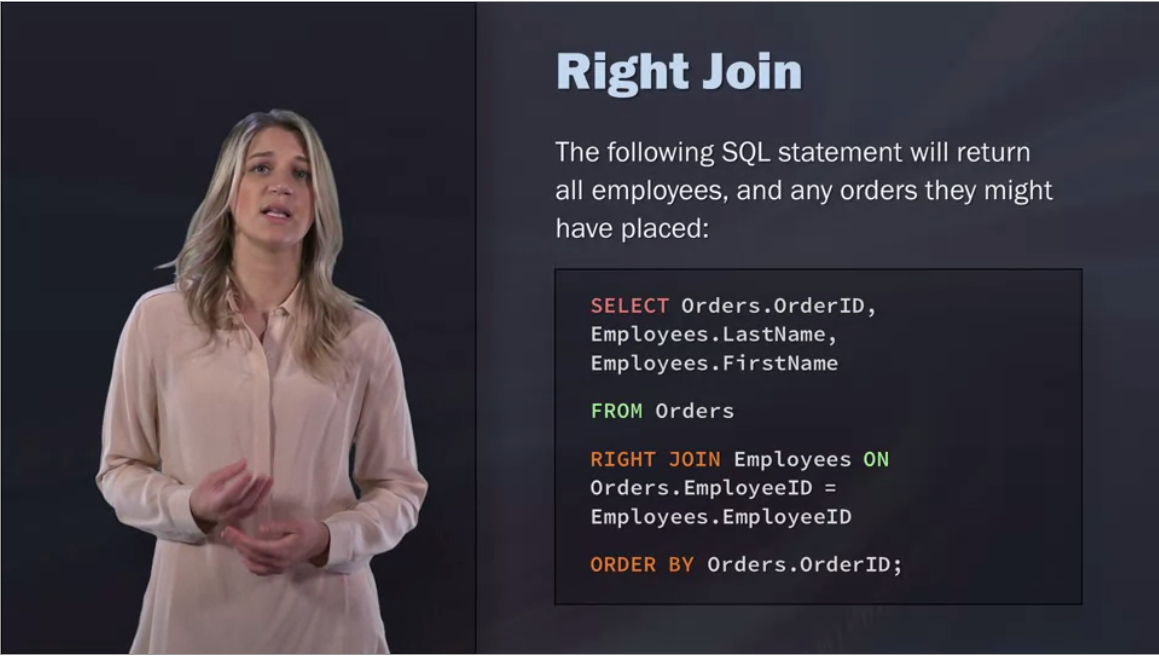 Right Join
The following SQL statement will return
all employees, and any orders they might
have placed:
SELECT Orders.OrderID,
Employees.LastName,
Employees.FirstName
FROM Orders
RIGHT JOIN Employees ON
Orders.EmployeeID =
Employees.EmployeeID
ORDER BY Orders.OrderID;